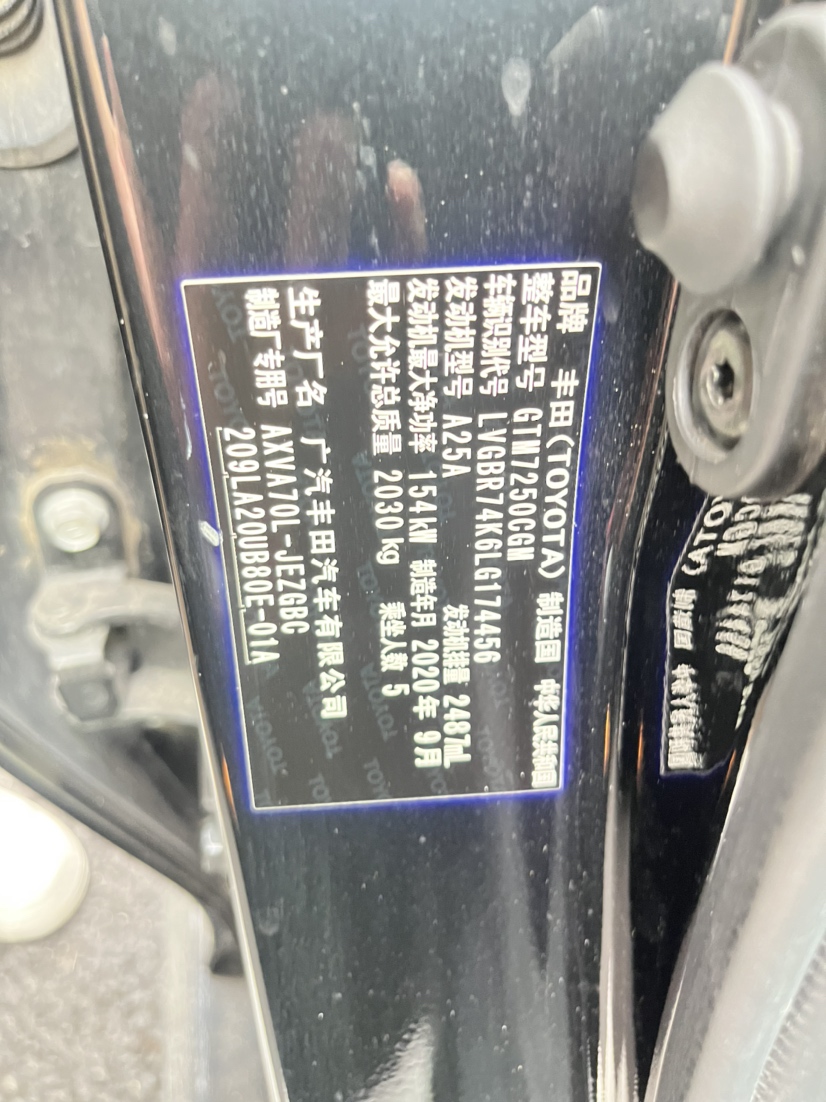 品牌 丰田(TOYOTA) 制造国 中华人民共和国
整车型号 GTM7250CGN
车辆识别代号 LVGBR74K6LG174456
发动机型号 A25A 发动机排量 2487mL
发动机最大净功率 154kW 制造年月 2020年9月
最大允许总质量 2030kg 乘坐人数 5
生产厂名 广汽丰田汽车有限公司
制造厂专用号 AXVA70L-JEZGBC
209LA20UB80E-01A